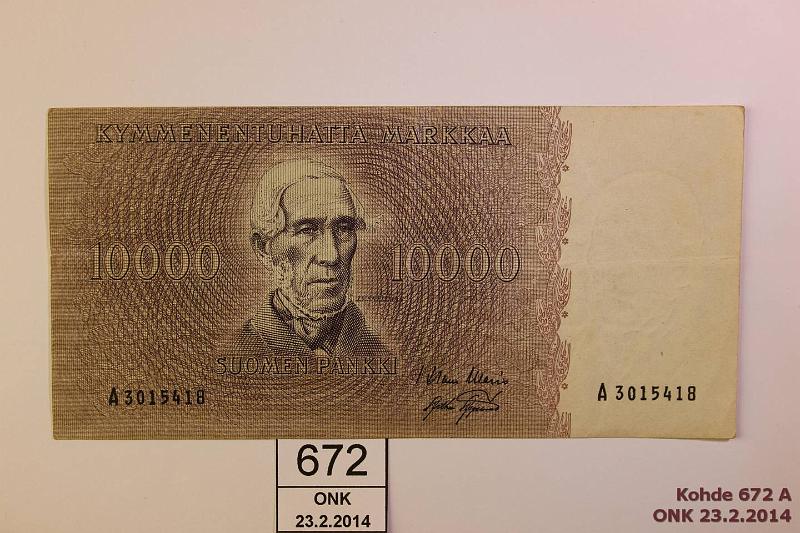 KYMMENENTUHATTA MARKKAA
10000 10000
SUOMEN PANKKI
A 3015418 A 3015418
672
ONK
23.2.2014
Kohde 672 A
ONK 23.2.2014